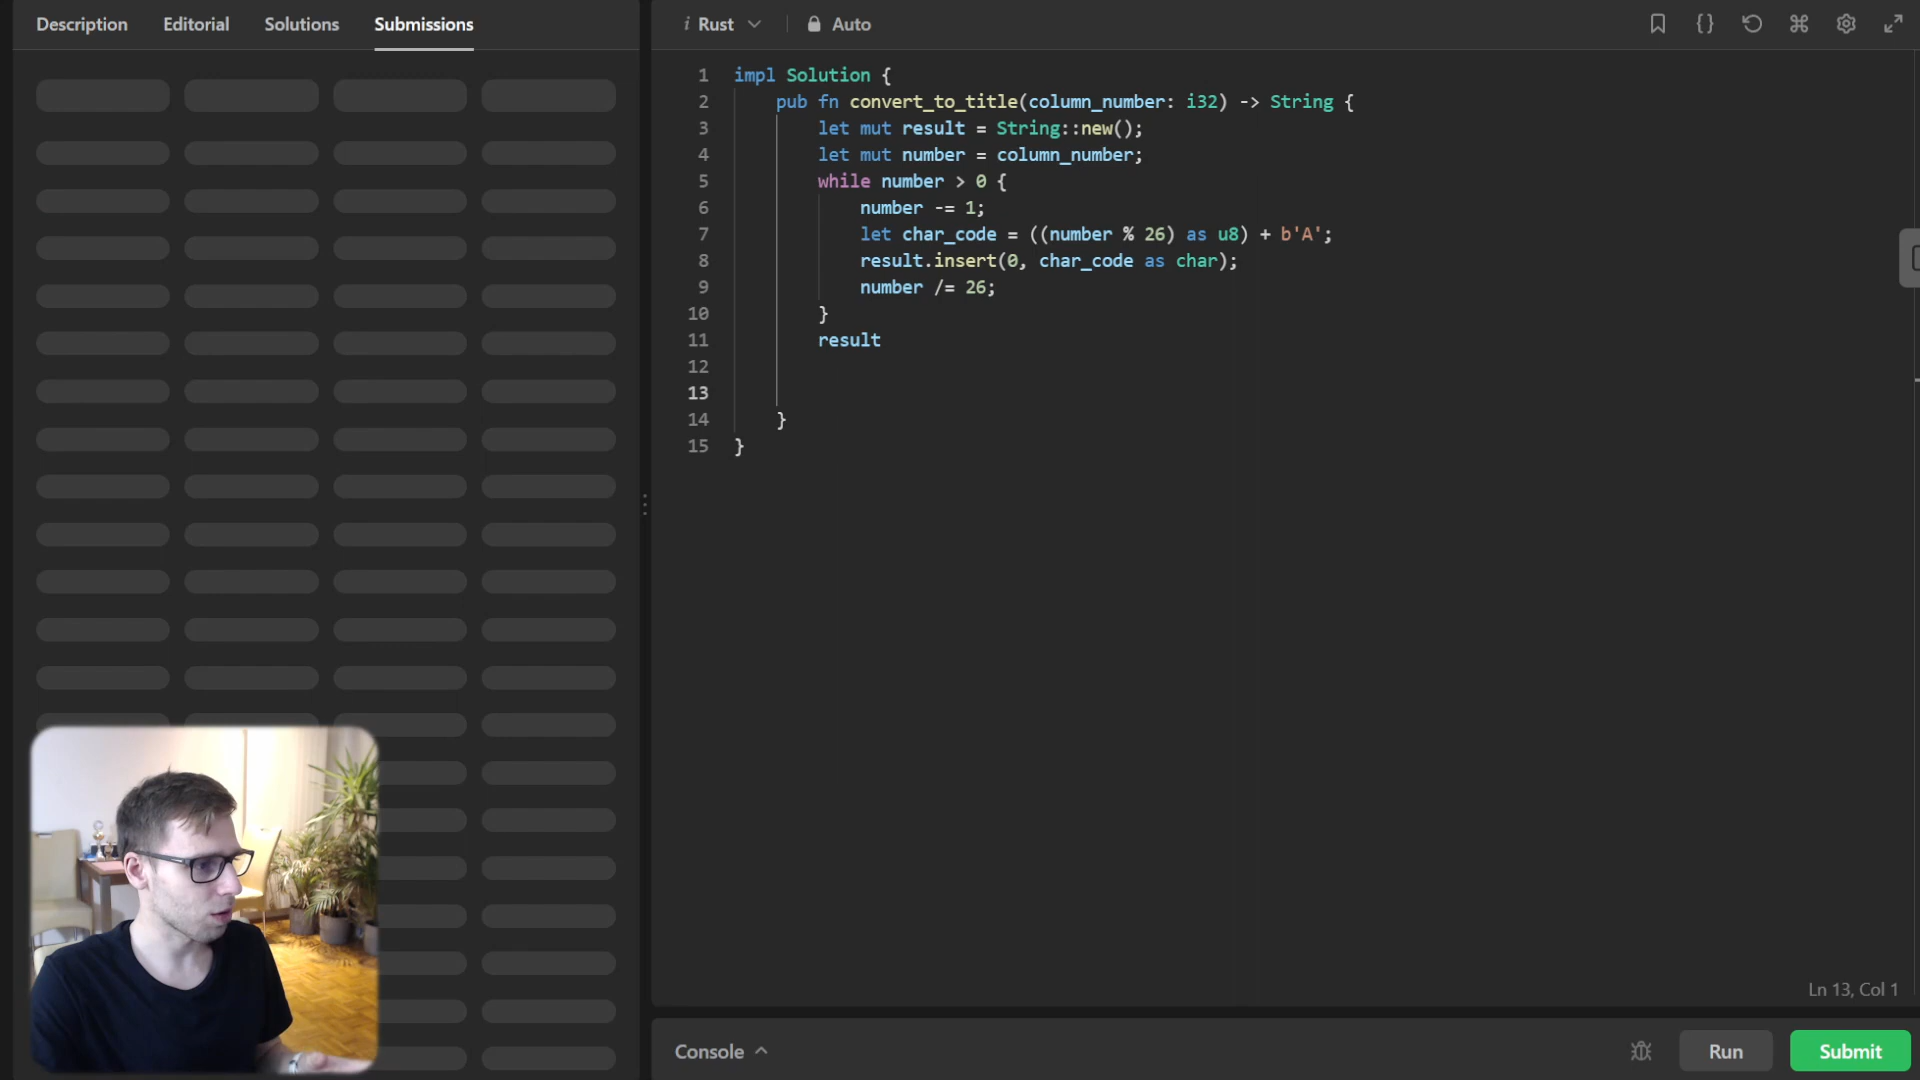 Description Editorial Solutions Submissions
i Rust Auto
1 impl Solution {
2 pub fn convert_to_title(column_number: i32) -> String {
3 let mut result = String::new();
4 let mut number = column_number;
5 while number > 0 {
6 number -= 1;
7 let char_code = ((number % 26) as u8) + b'A';
8 result.insert(0, char_code as char);
9 number /= 26;
10 }
11 result
12
13
14 }
15 }
Ln 13, Col 1
Console Run Submit